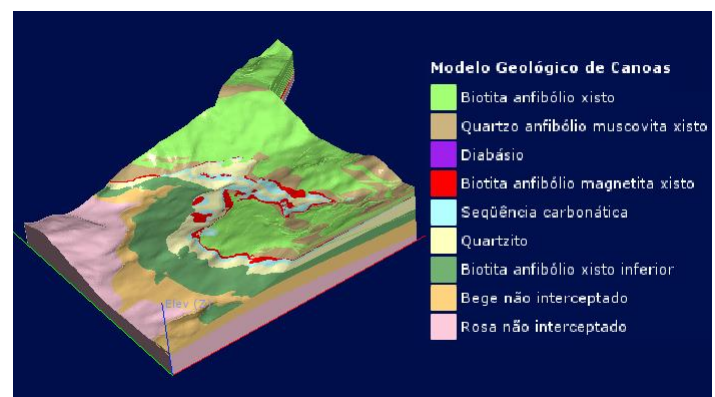 Modelo Geológico de Canoas
Biotita anfibólio xisto
Quartzo anfibólio muscovita xisto
Diabásio
Biotita anfibólio magnetita xisto
Seqüência carbonática
Quartzito
Biotita anfibólio xisto inferior
Bege não interceptado
Rosa não interceptado
Elev (z)